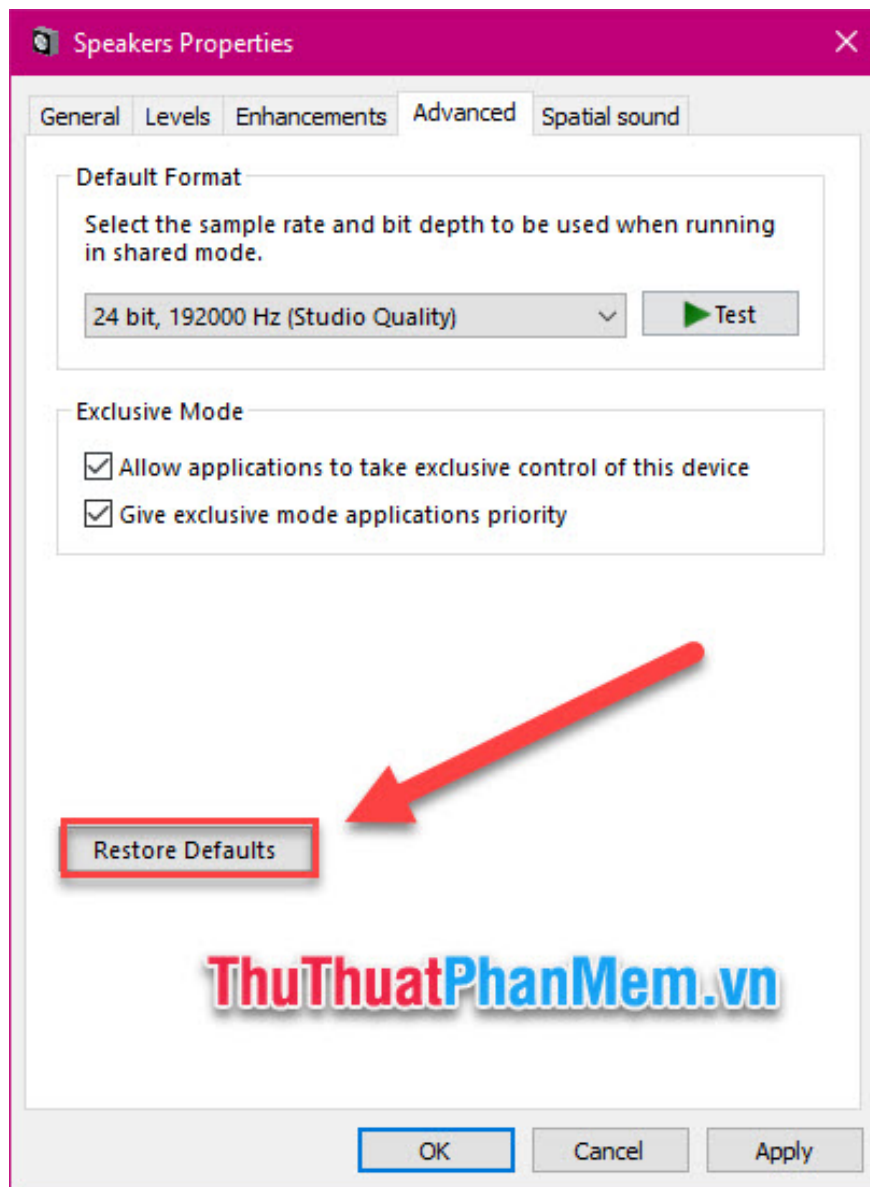 Speakers Properties
General Levels Enhancements Advanced Spatial sound
Default Format
Select the sample rate and bit depth to be used when running
in shared mode.
24 bit, 192000 Hz (Studio Quality) Test
Exclusive Mode
Allow applications to take exclusive control of this device
Give exclusive mode applications priority
Restore Defaults
ThuThuatPhanMem.vn
OK Cancel Apply